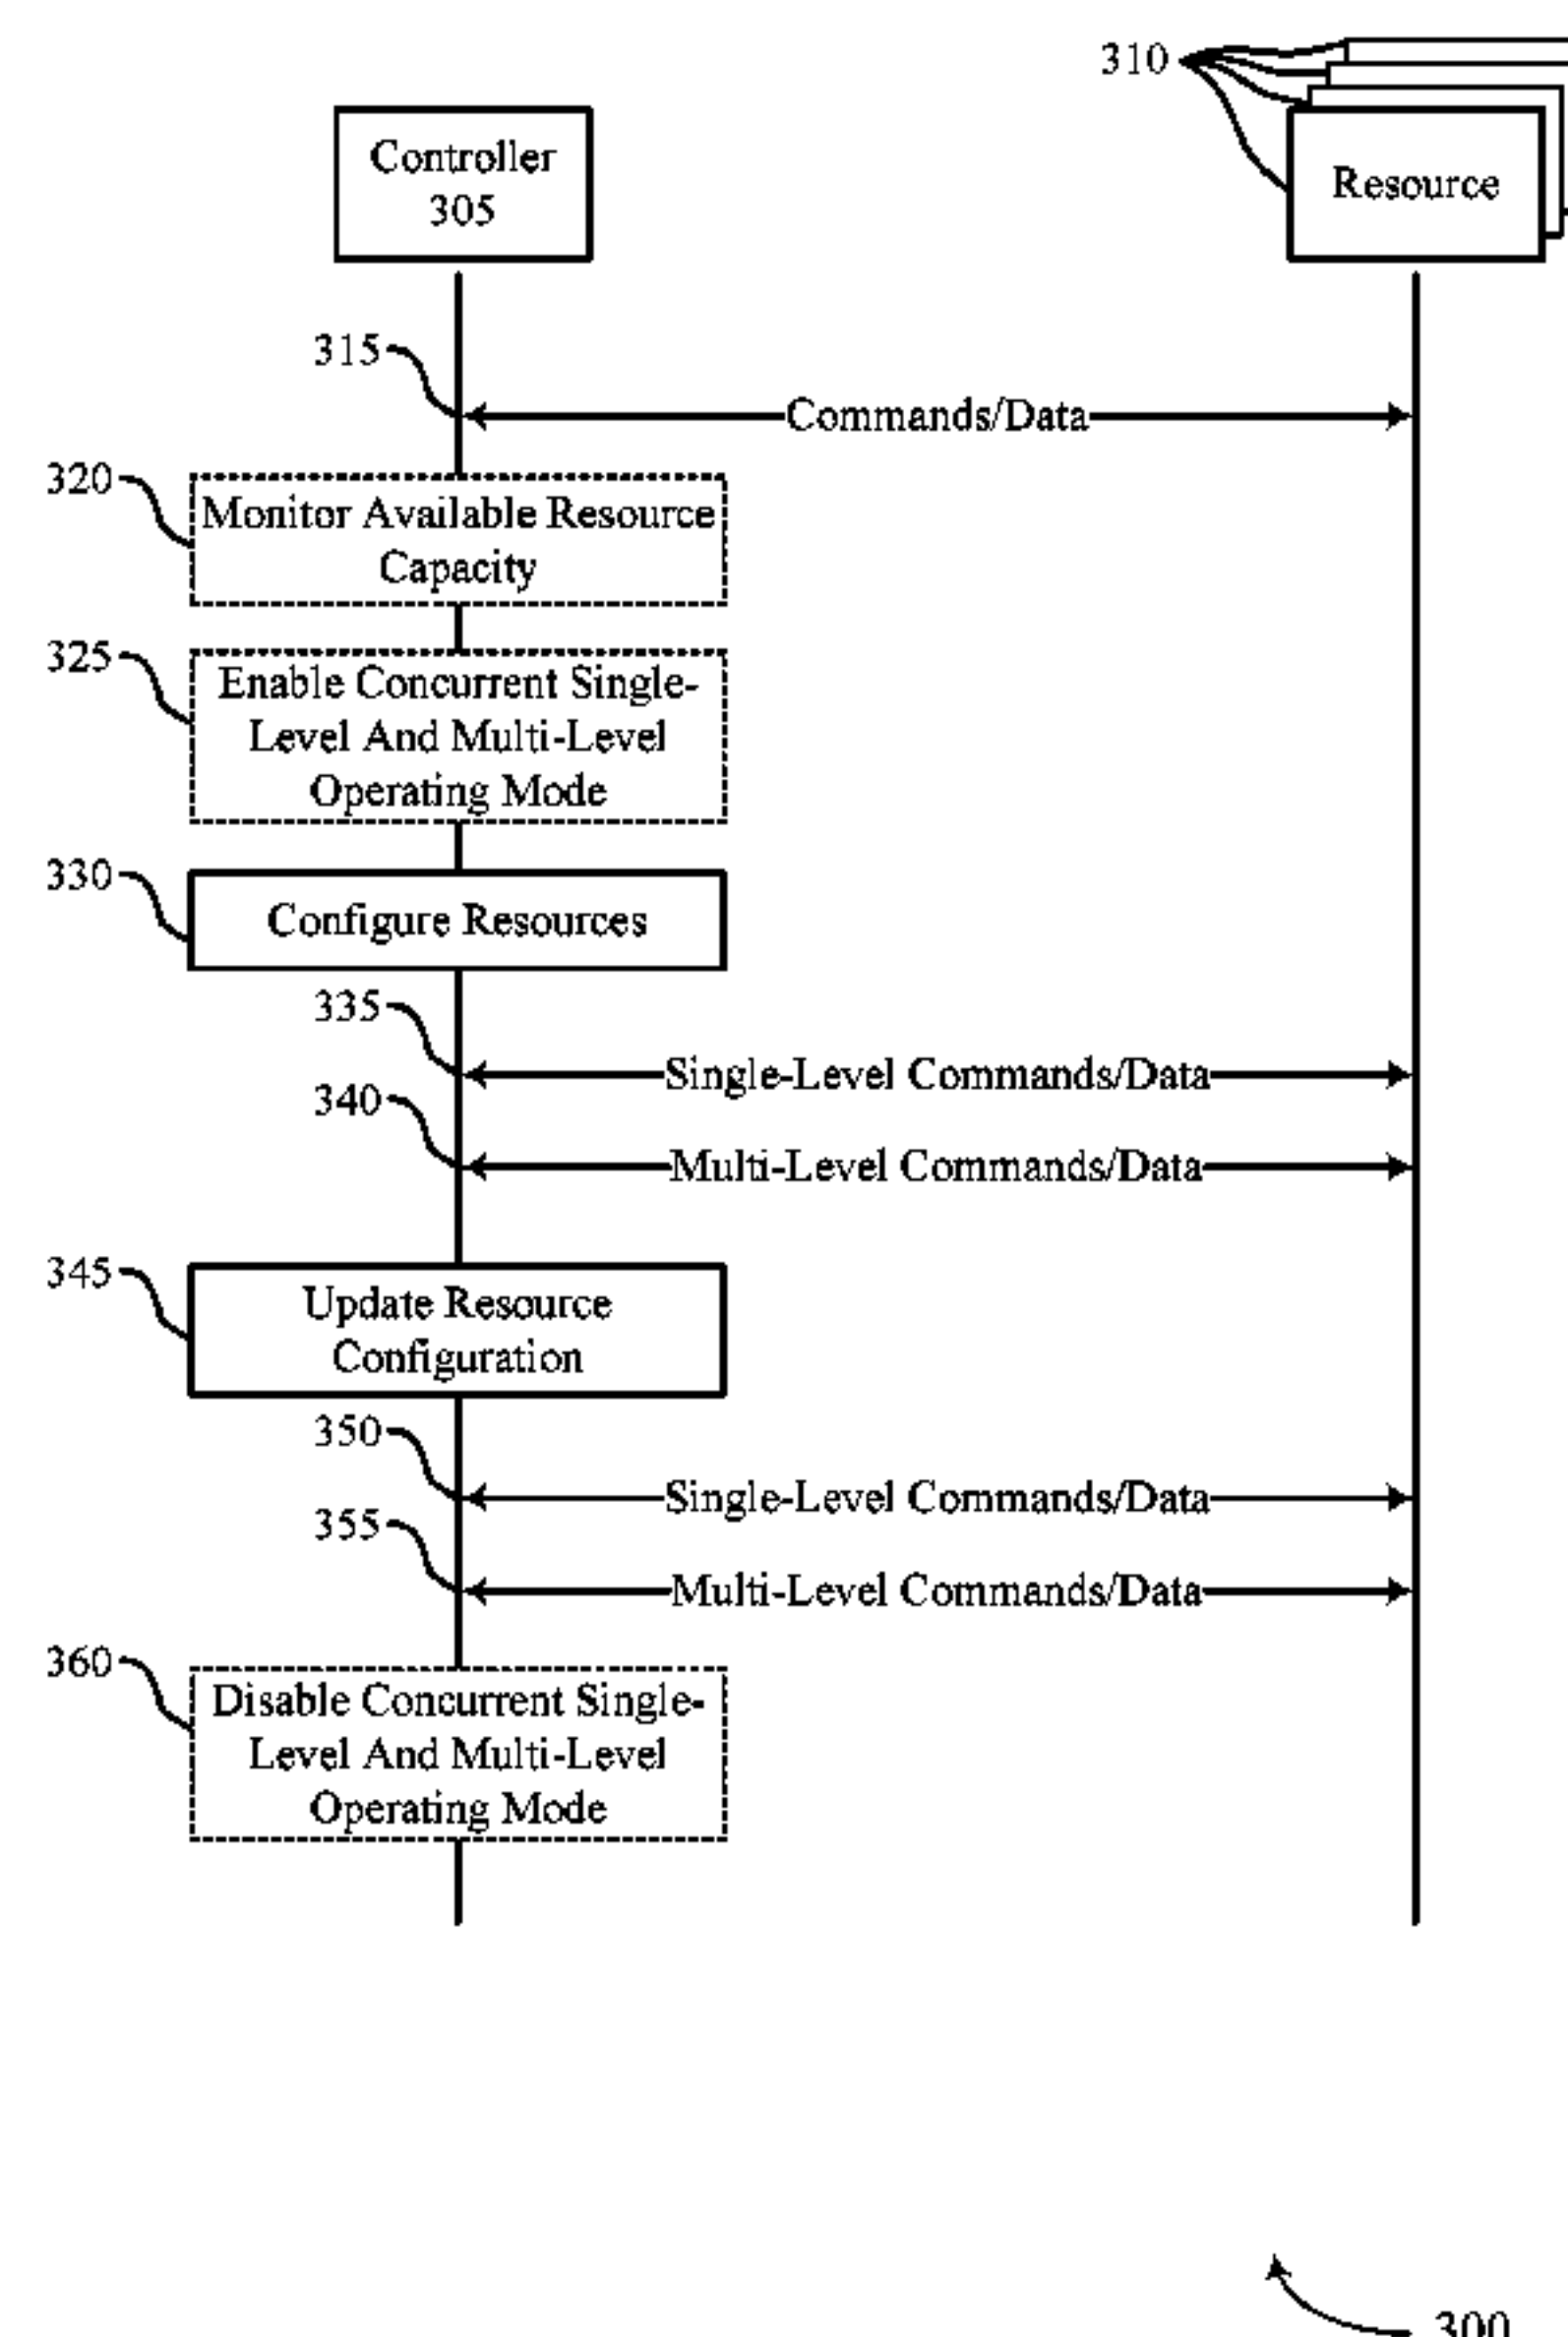 310
Controller
305
Resource
315
Commands/Data
320
Monitor Available Resource
Capacity
325
Enable Concurrent Single-
Level And Multi-Level
Operating Mode
330
Configure Resources
335
Single-Level Commands/Data
340
Multi-Level Commands/Data
345
Update Resource
Configuration
350
Single-Level Commands/Data
355
Multi-Level Commands/Data
360
Disable Concurrent Single-
Level And Multi-Level
Operating Mode
300